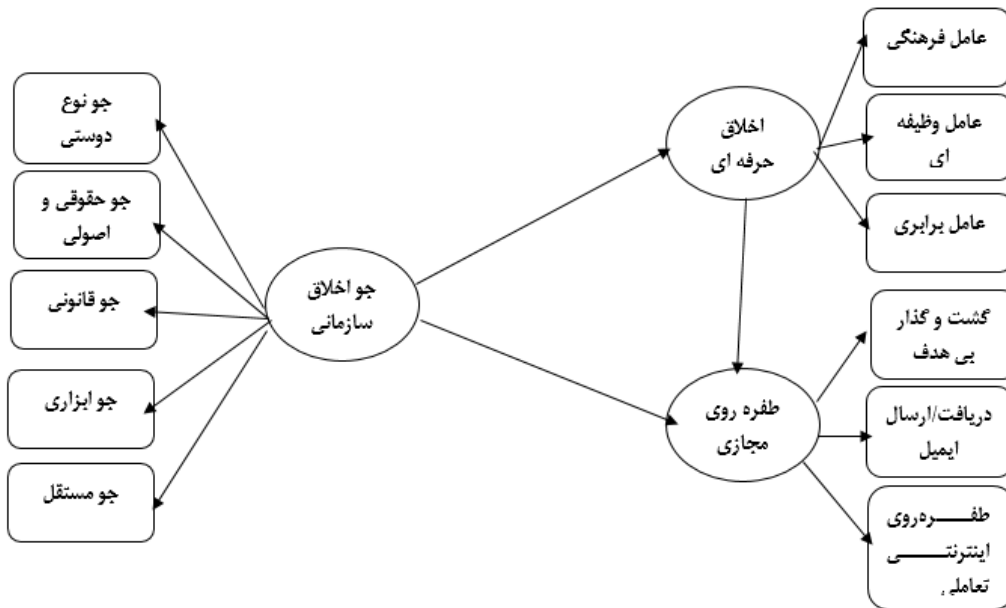 عامل فرهنگی
عامل وظیفه
ای
عامل برابری
اخلاق
حرفه ای
گشت و گذار
بی هدف
دریافت/ارسال
ایمیل
طفـــــره‌روی
اینترنتـــــی
تعاملی
طفره روی
مجازی
جو اخلاق
سازمانی
جو نوع
دوستی
جو حقوقی و
اصولی
جو قانونی
جو ابزاری
جو مستقل